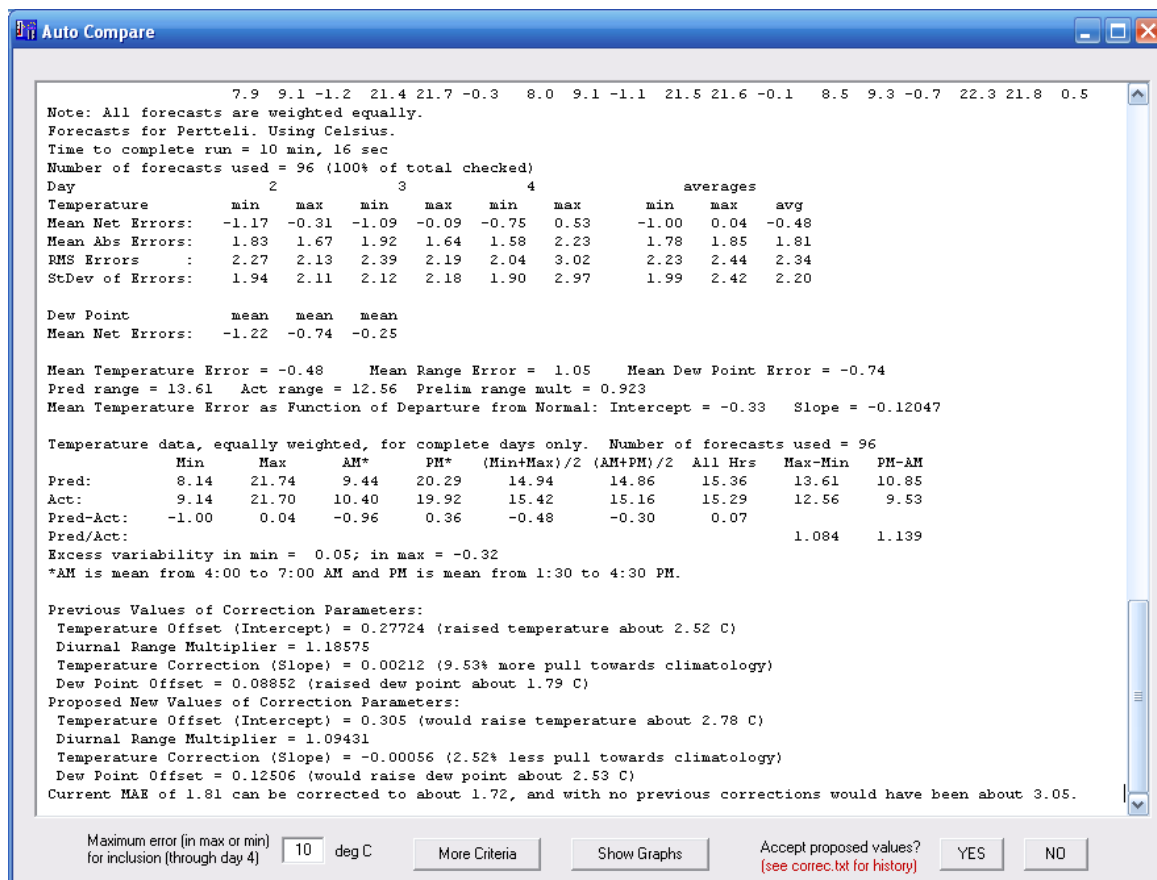 Auto Compare
7.9 9.1 -1.2 21.4 21.7 -0.3 8.0 9.1 -1.1 21.5 21.6 -0.1 8.5 9.3 -0.7 22.3 21.8 0.5
Note: All forecasts are weighted equally.
Forecasts for Pertteli. Using Celsius.
Time to complete run = 10 min, 16 sec
Number of forecasts used = 96 (100% of total checked)
Day 2 3 4 averages
Temperature min max min max min max min max avg
Mean Net Errors: -1.17 -0.31 -1.09 -0.09 -0.75 0.53 -1.00 0.04 -0.48
Mean Abs Errors: 1.83 1.67 1.92 1.64 1.58 2.23 1.78 1.85 1.81
RMS Errors : 2.27 2.13 2.39 2.19 2.04 3.02 2.23 2.44 2.34
StDev of Errors: 1.94 2.11 2.12 2.18 1.90 2.97 1.99 2.42 2.20
Dew Point mean mean mean
Mean Net Errors: -1.22 -0.74 -0.25
Mean Temperature Error = -0.48 Mean Range Error = 1.05 Mean Dew Point Error = -0.74
Pred range = 13.61 Act range = 12.56 Prelim range mult = 0.923
Mean Temperature Error as Function of Departure from Normal: Intercept = -0.33 Slope = -0.12047
Temperature data, equally weighted, for complete days only. Number of forecasts used = 96
Min Max AM* PM* (Min+Max)/2 (AM+PM)/2 All Hrs Max-Min PM-AM
Pred: 8.14 21.74 9.44 20.29 14.94 14.86 15.36 13.61 10.85
Act: 9.14 21.70 10.40 19.92 15.42 15.16 15.29 12.56 9.53
Pred-Act: -1.00 0.04 -0.96 0.36 -0.48 -0.30 0.07
Pred/Act: 1.084 1.139
Excess variability in min = 0.05; in max = -0.32
*AM is mean from 4:00 to 7:00 AM and PM is mean from 1:30 to 4:30 PM.
Previous Values of Correction Parameters:
Temperature Offset (Intercept) = 0.27724 (raised temperature about 2.52 C)
Diurnal Range Multiplier = 1.18575
Temperature Correction (Slope) = 0.00212 (9.53% more pull towards climatology)
Dew Point Offset = 0.08852 (raised dew point about 1.79 C)
Proposed New Values of Correction Parameters:
Temperature Offset (Intercept) = 0.305 (would raise temperature about 2.78 C)
Diurnal Range Multiplier = 1.09431
Temperature Correction (Slope) = -0.00056 (2.52% less pull towards climatology)
Dew Point Offset = 0.12506 (would raise dew point about 2.53 C)
Current MAE of 1.81 can be corrected to about 1.72, and with no previous corrections would have been about 3.05.
Maximum error (in max or min)
for inclusion (through day 4)
10 deg C
More Criteria
Show Graphs
Accept proposed values?
(see correc.txt for history)
YES
NO